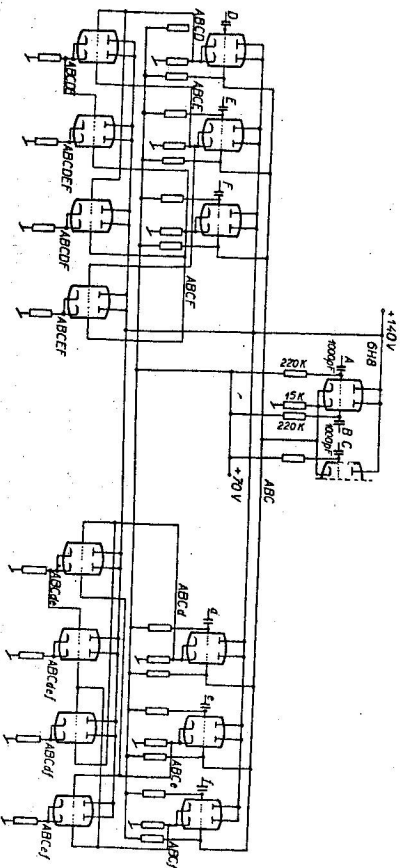 D
ABCD
E
ABCE
F
ABCDE
ABCDEF
ABCDF
ABCEF
ABCF
+140V
6H8
A
1000pF
220K
15K
220K
B C
1000pF
+70V
ABC
d
ABCd
e
ABCe
f
ABCf
ABCde
ABCdef
ABCdf
ABCef